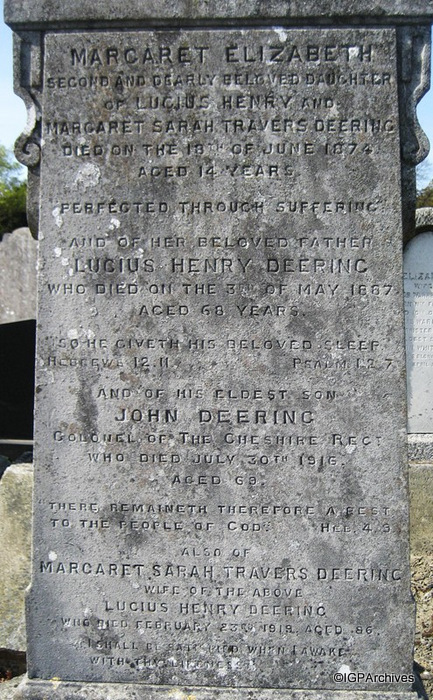 MARGARET ELIZABETH
SECOND AND DEARLY BELOVED DAUGHTER
OF LUCIUS HENRY AND
MARGARET SARAH TRAVERS DEERING
DIED ON THE 18TH OF JUNE 1874
AGED 14 YEARS
"PERFECTED THROUGH SUFFERING"
AND OF HER BELOVED FATHER
LUCIUS HENRY DEERING
WHO DIED ON THE 3RD OF MAY 1887
AGED 68 YEARS.
"SO HE GIVETH HIS BELOVED SLEEP
HEBREWS 12.11 PSALM 127
AND OF HIS ELDEST SON
JOHN DEERING
COLONEL OF THE CHESHIRE REGT
WHO DIED JULY 30TH 1916.
AGED
"THERE REMAINETH THEREFORE A REST
TO THE PEOPLE OF GOD." HEB. 4.9
ALSO OF
MARGARET SARAH TRAVERS DEERING
WIFE OF THE ABOVE
LUCIUS HENRY DEERING
WHO DIED FEBRUARY 23RD 1919. AGED 86.
"I SHALL BE SATISFIED WHEN I AWAKE
WITH THY LIKENESS"
©IGPArchives